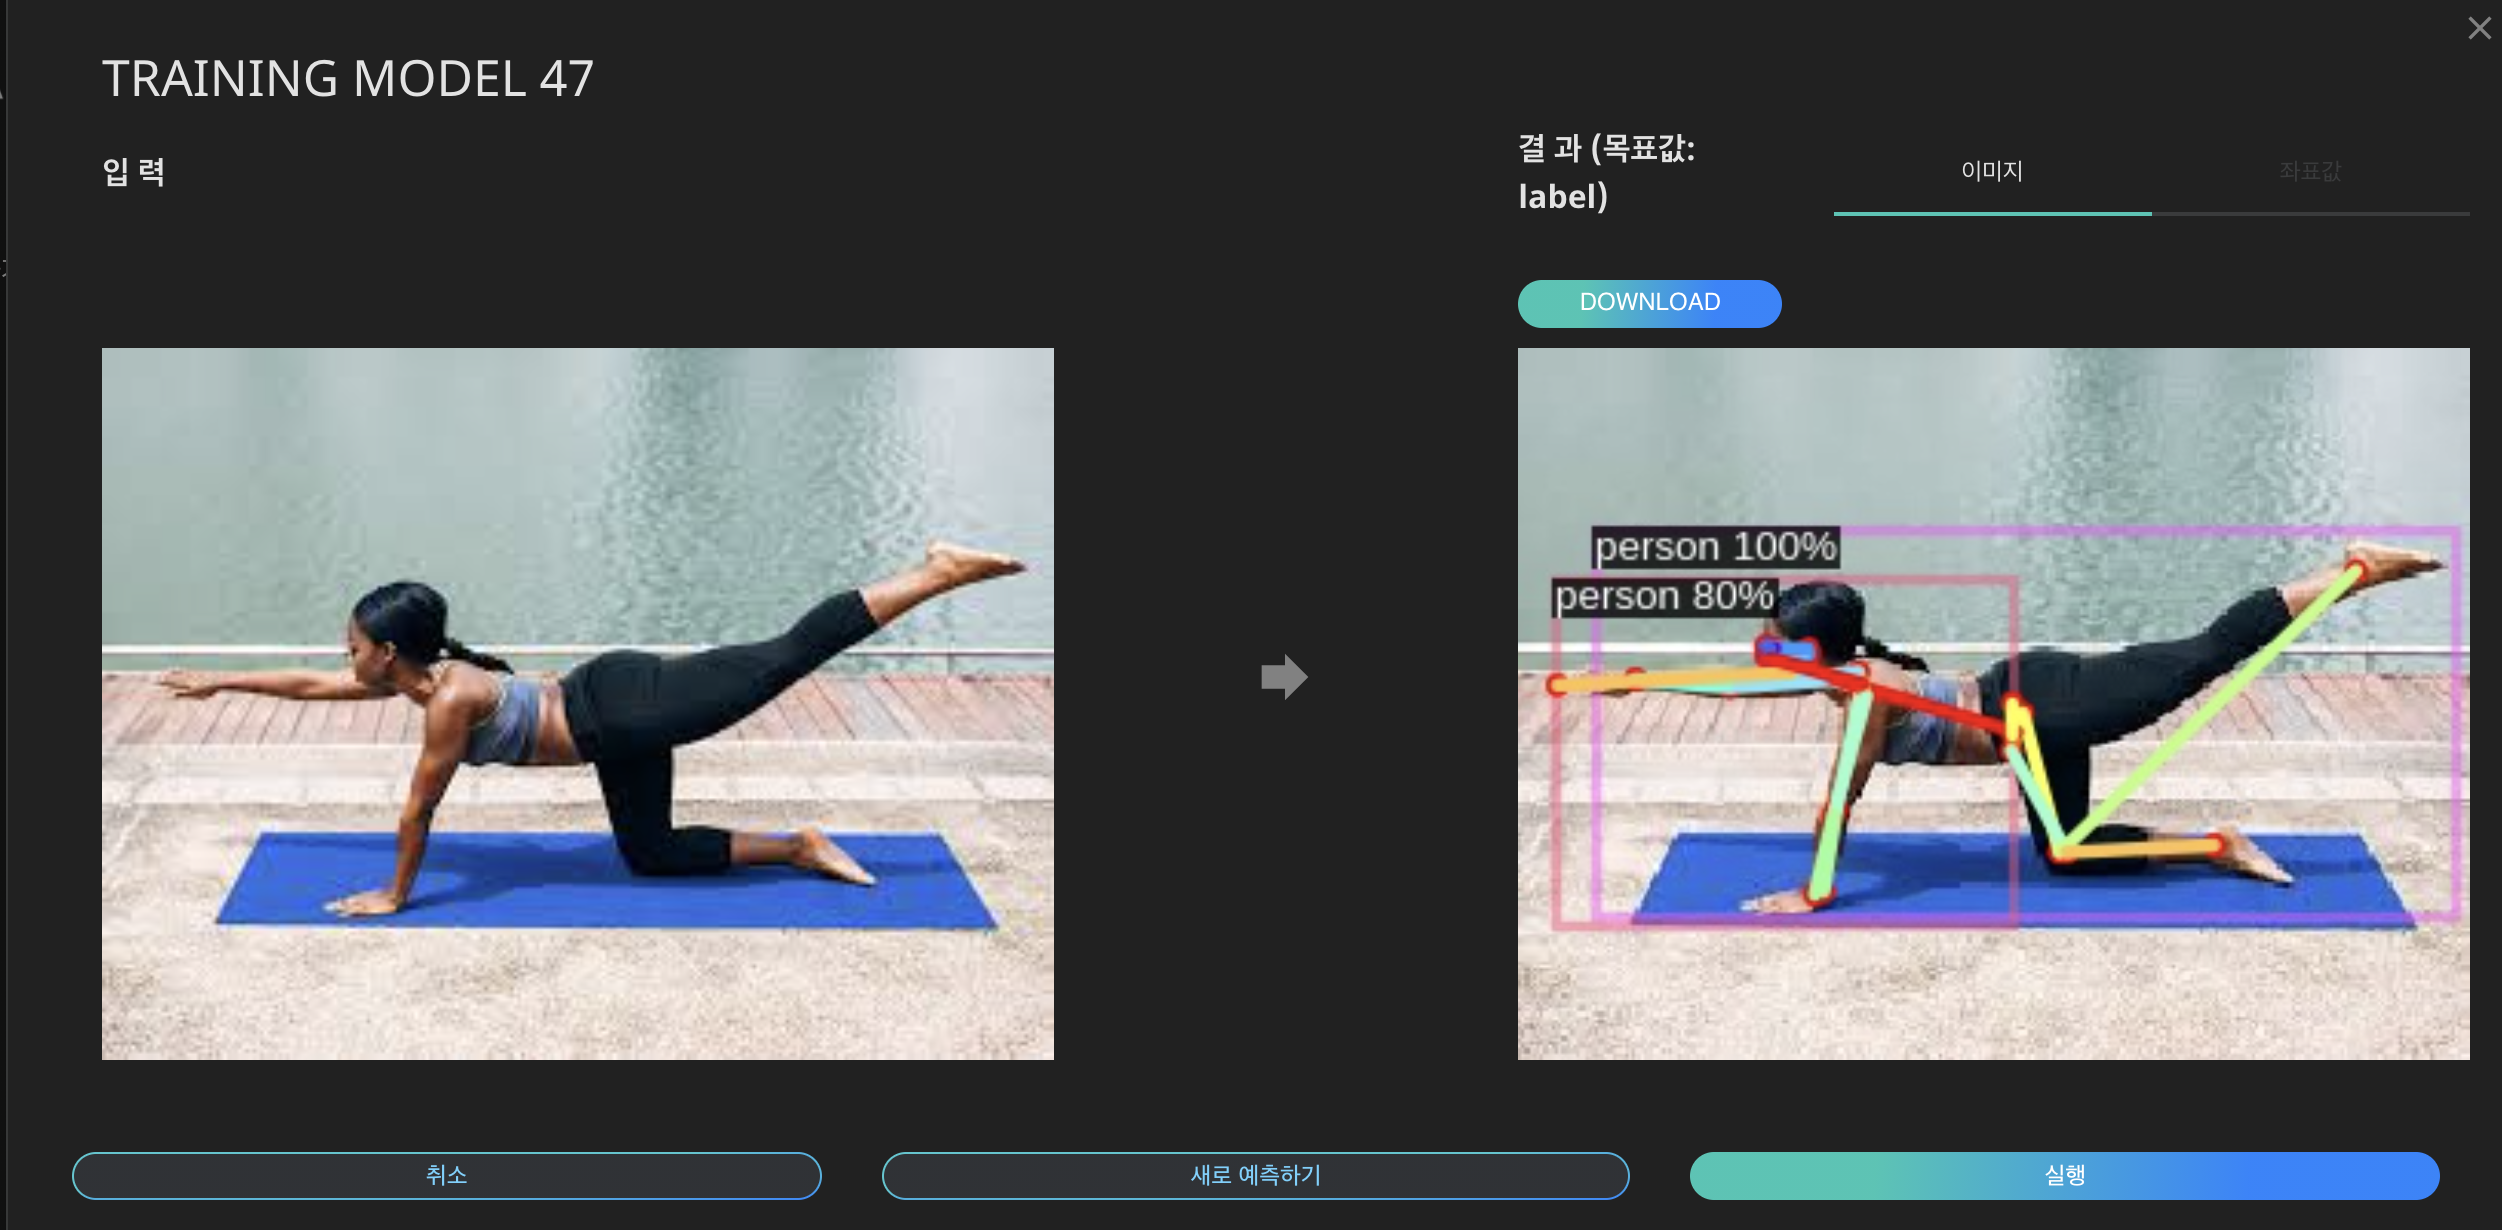 TRAINING MODEL 47
입 력
결 과 (목표값:
label)
이미지
좌표값
DOWNLOAD
person 100%
person 80%
취소
새로 예측하기
실행